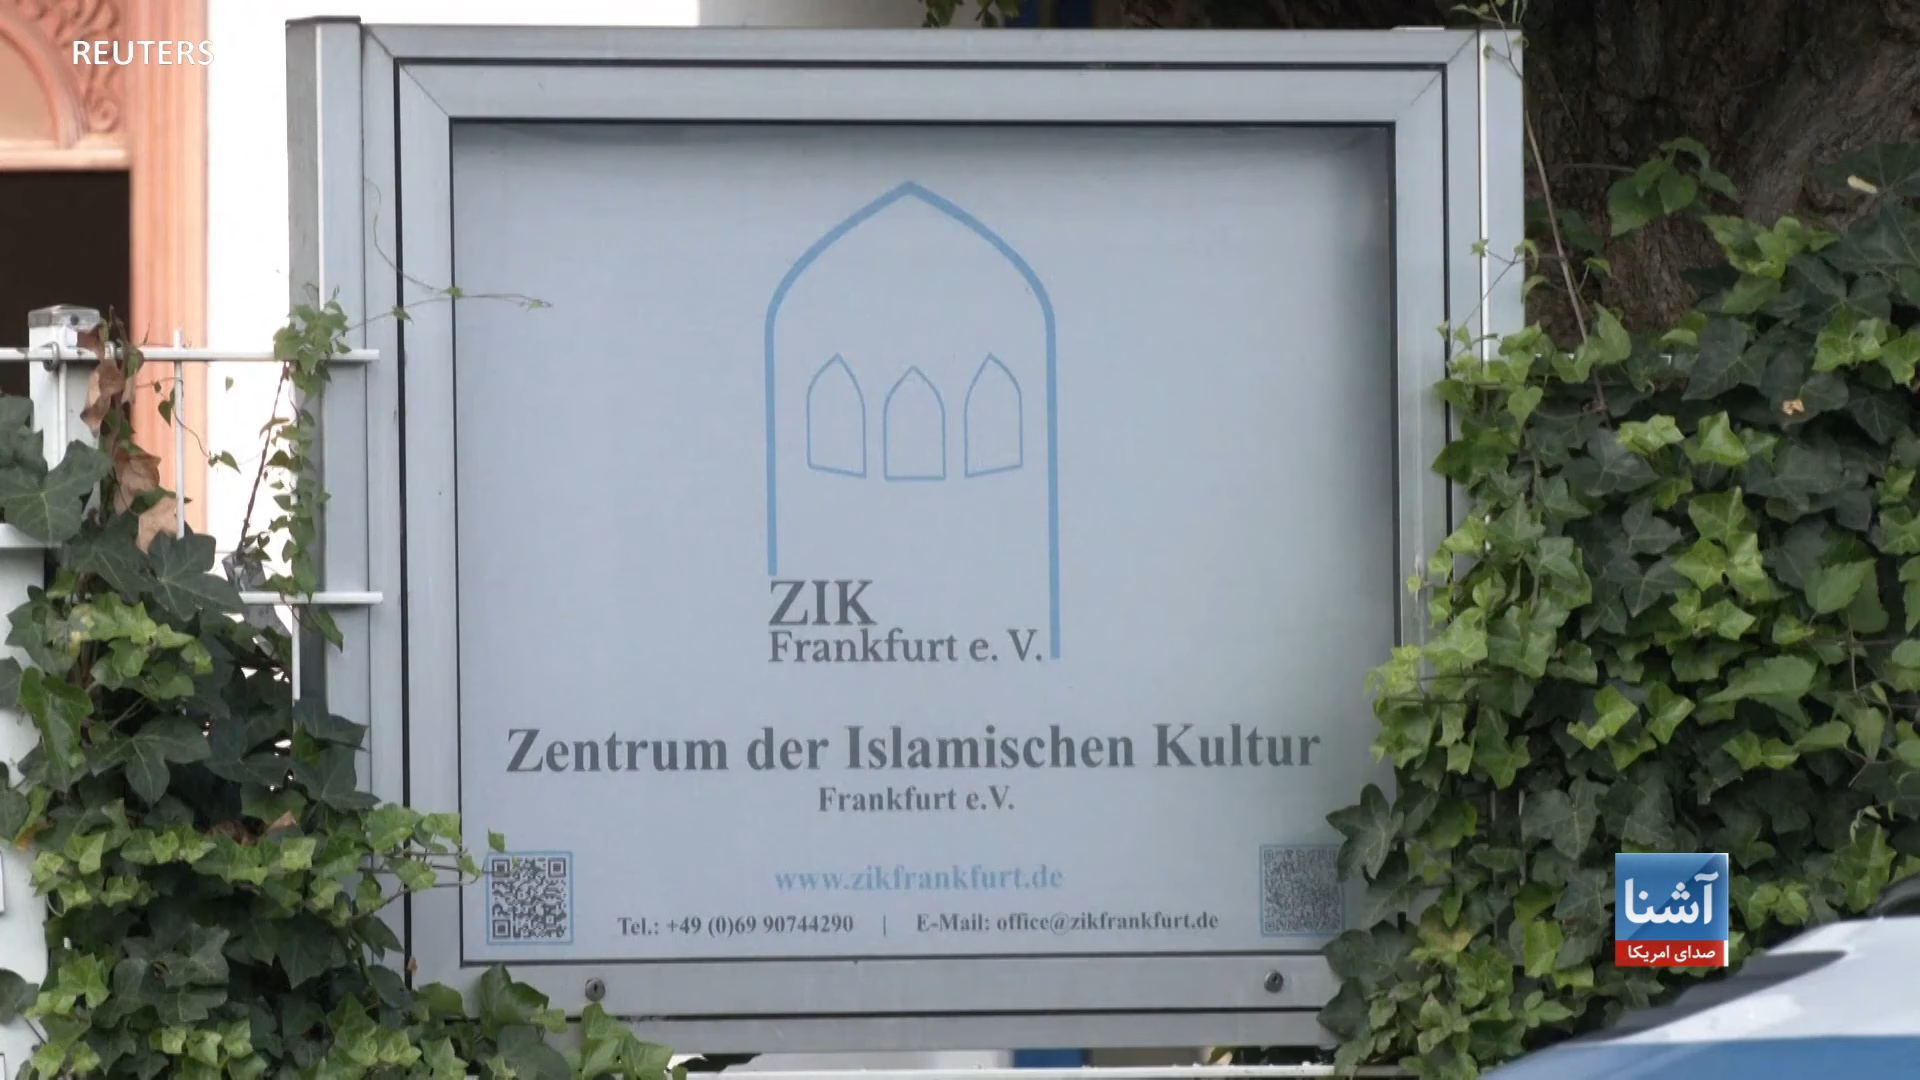 REUTERS
ZIK
Frankfurt e. V.
Zentrum der Islamischen Kultur
Frankfurt e.V.
www.zikfrankfurt.de
Tel.: +49 (0)69 90744290 | E-Mail: office@zikfrankfurt.de
آشنا
صدای امریکا